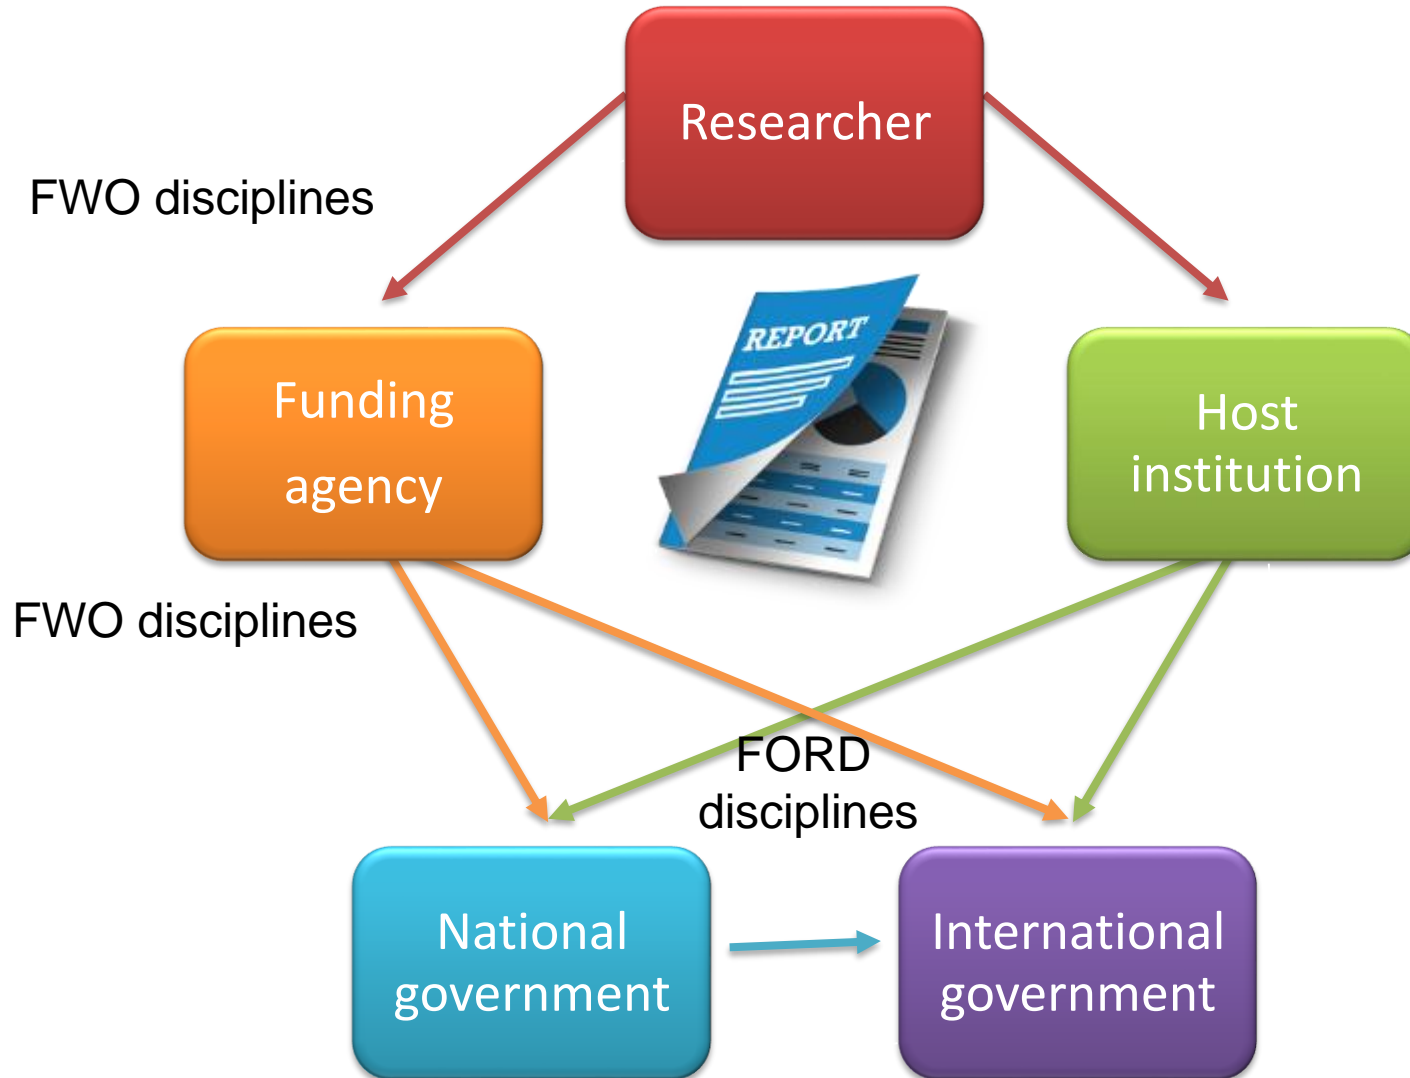 Researcher
FWO disciplines
REPORT
Funding
agency
Host
institution
FWO disciplines
FORD
disciplines
National
government
International
government